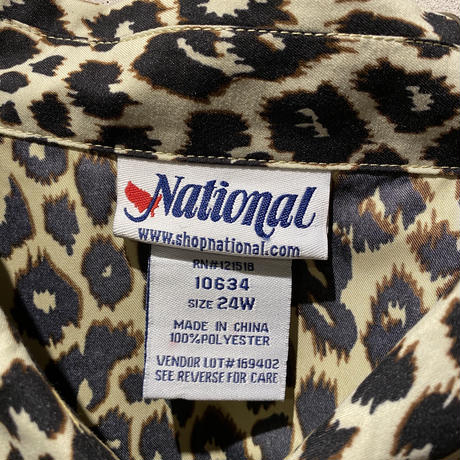 National
www.shopnational.com
RN#121518
10634
SIZE 24W
MADE IN CHINA
100%POLYESTER
VENDOR LOT#169402
SEE REVERSE FOR CARE